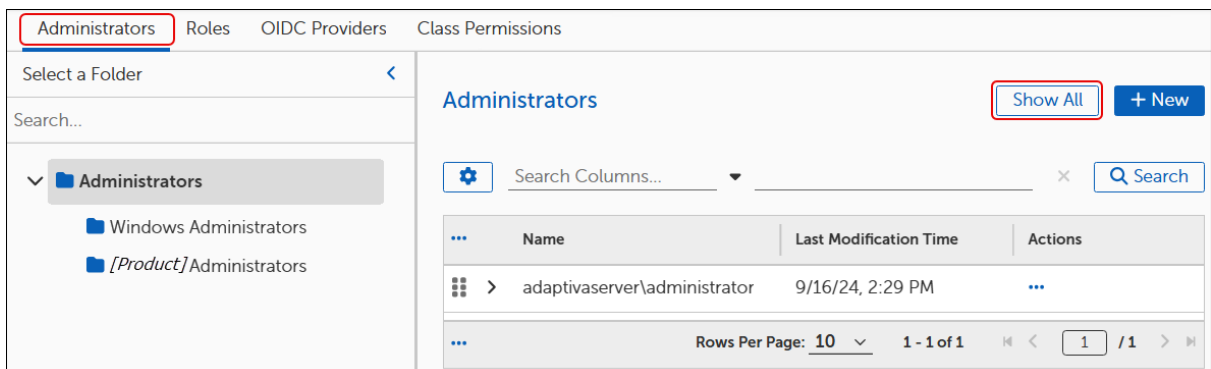 Administrators Roles OIDC Providers Class Permissions
Select a Folder
Search...
Administrators
Windows Administrators
[Product] Administrators
Administrators
Show All
+ New
Search Columns...
Search
Name Last Modification Time Actions
adaptivaserver\administrator 9/16/24, 2:29 PM
Rows Per Page: 10 1 - 1 of 1 1 / 1